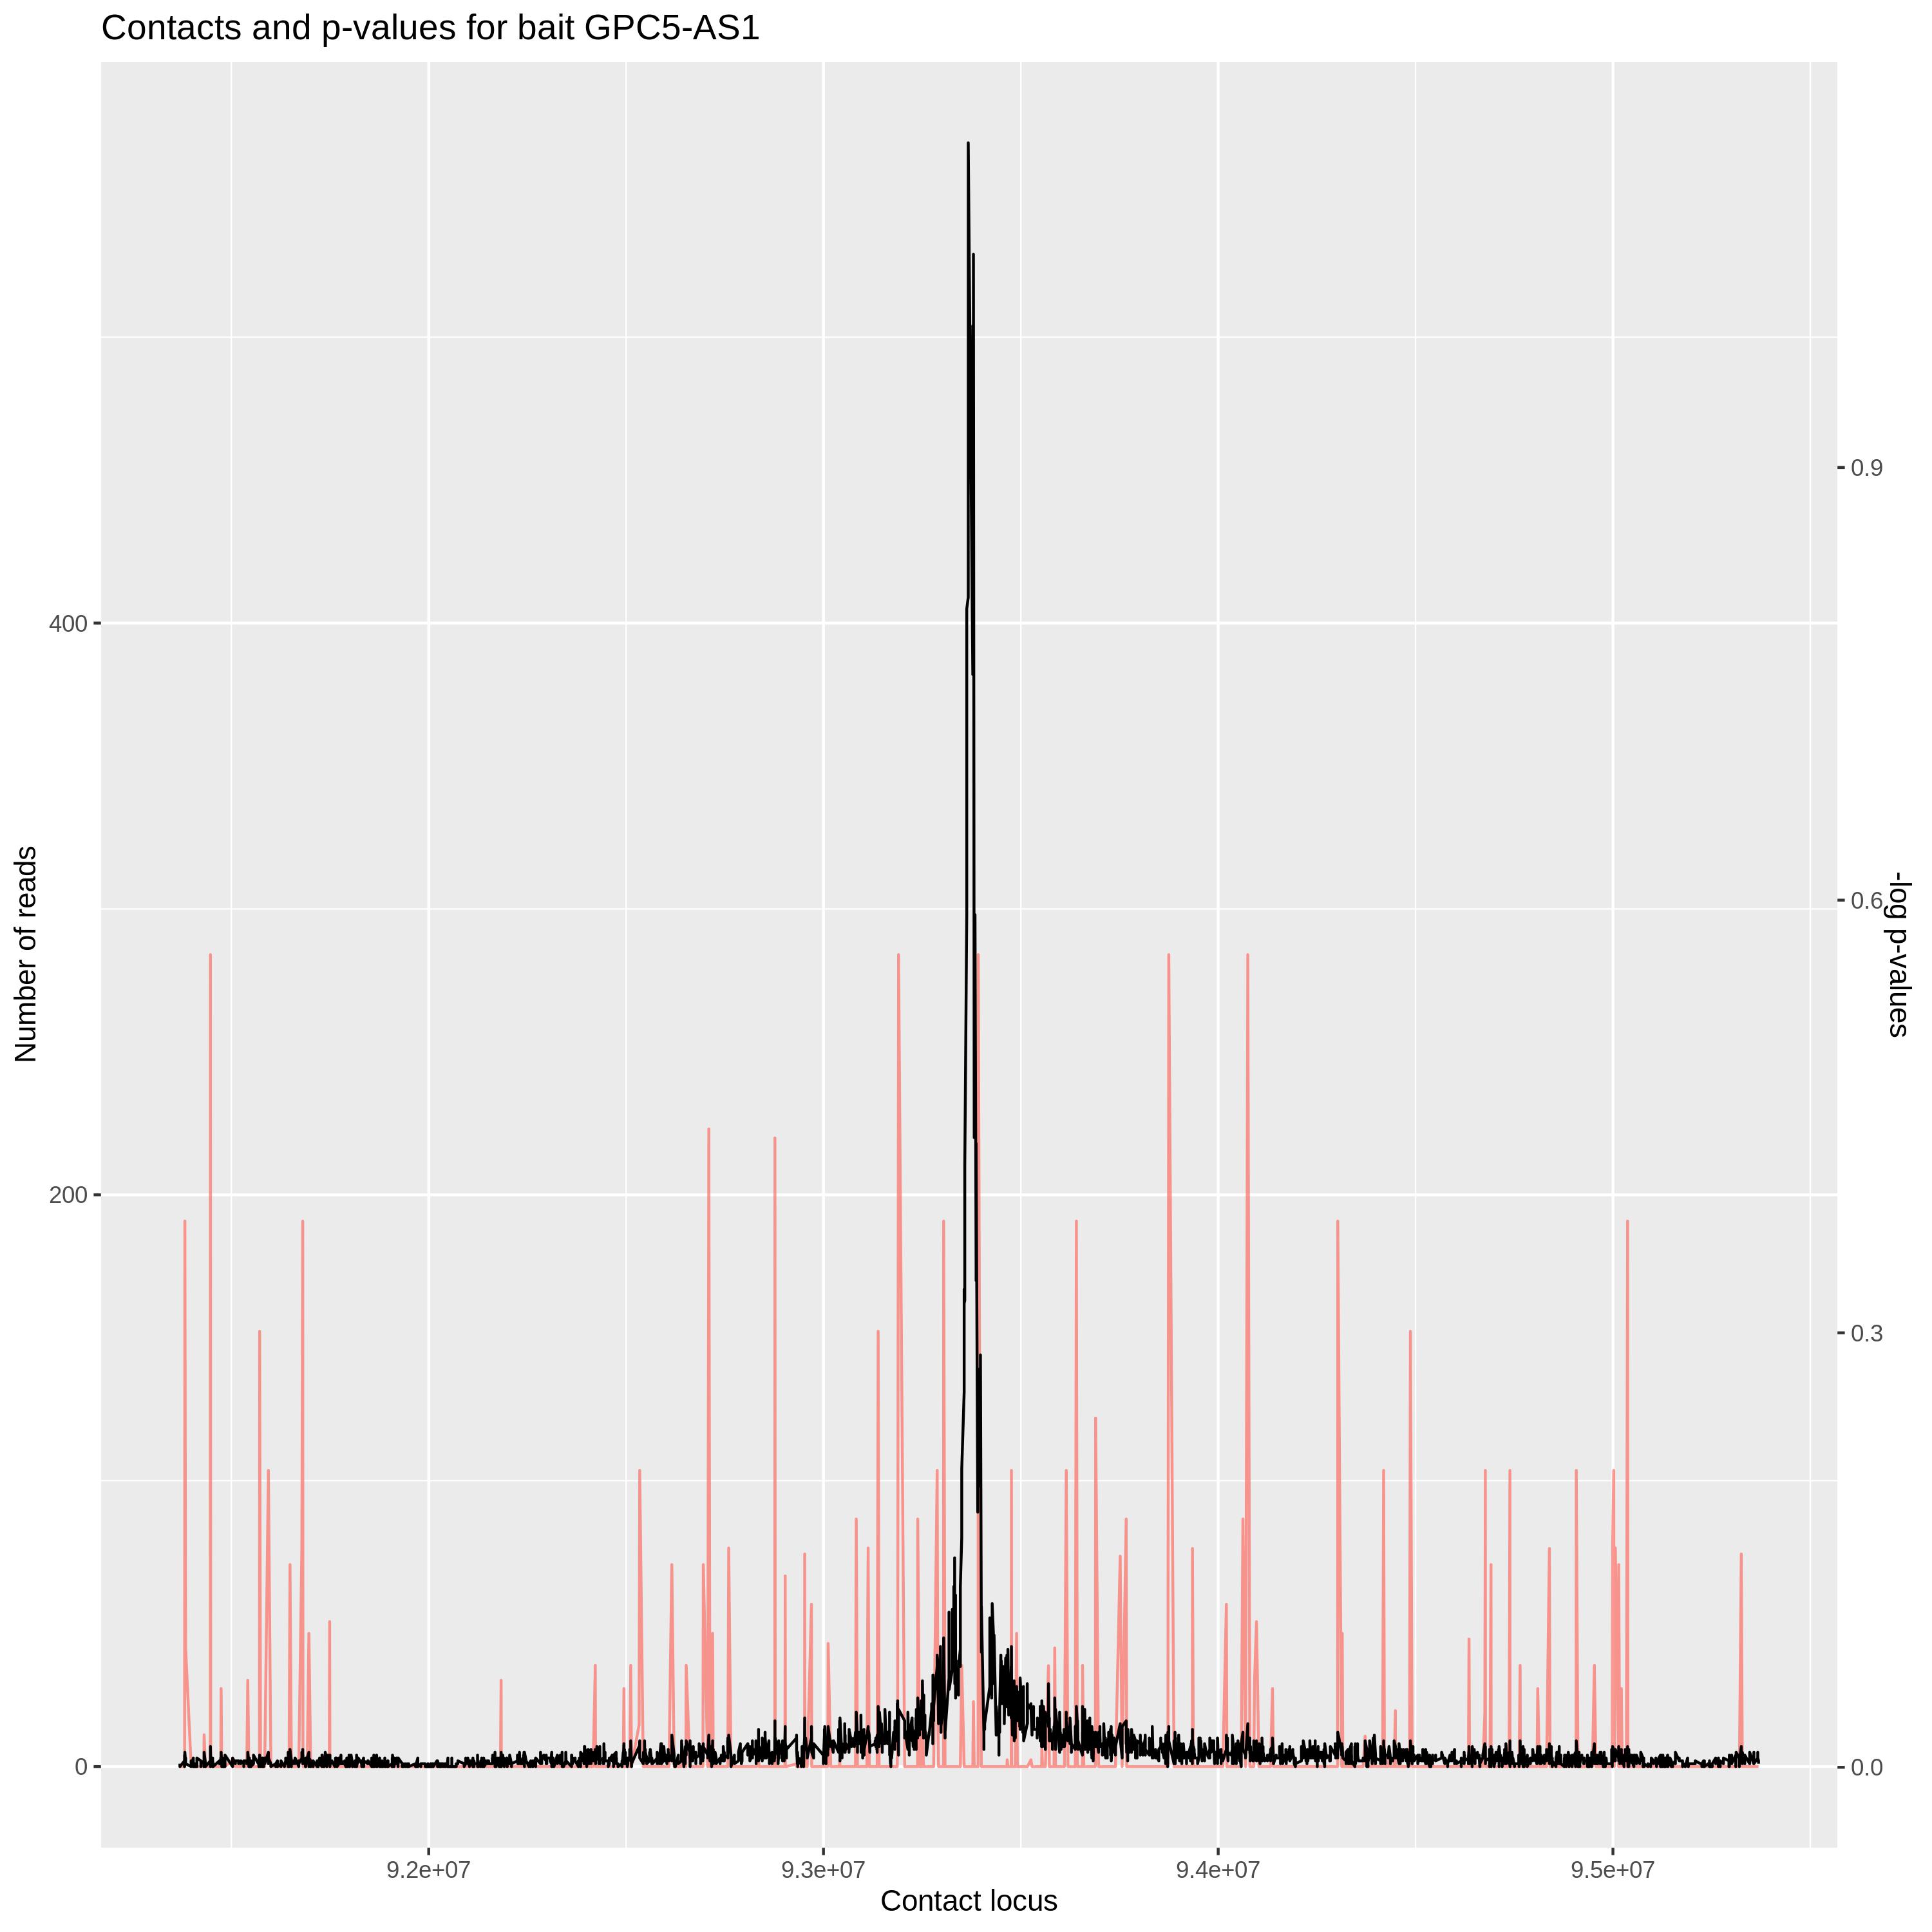 Contacts and p-values for bait GPC5-AS1
Number of reads
400
200
0
0.9
0.6
0.3
0.0
-log p-values
9.2e+07
9.3e+07
9.4e+07
9.5e+07
Contact locus